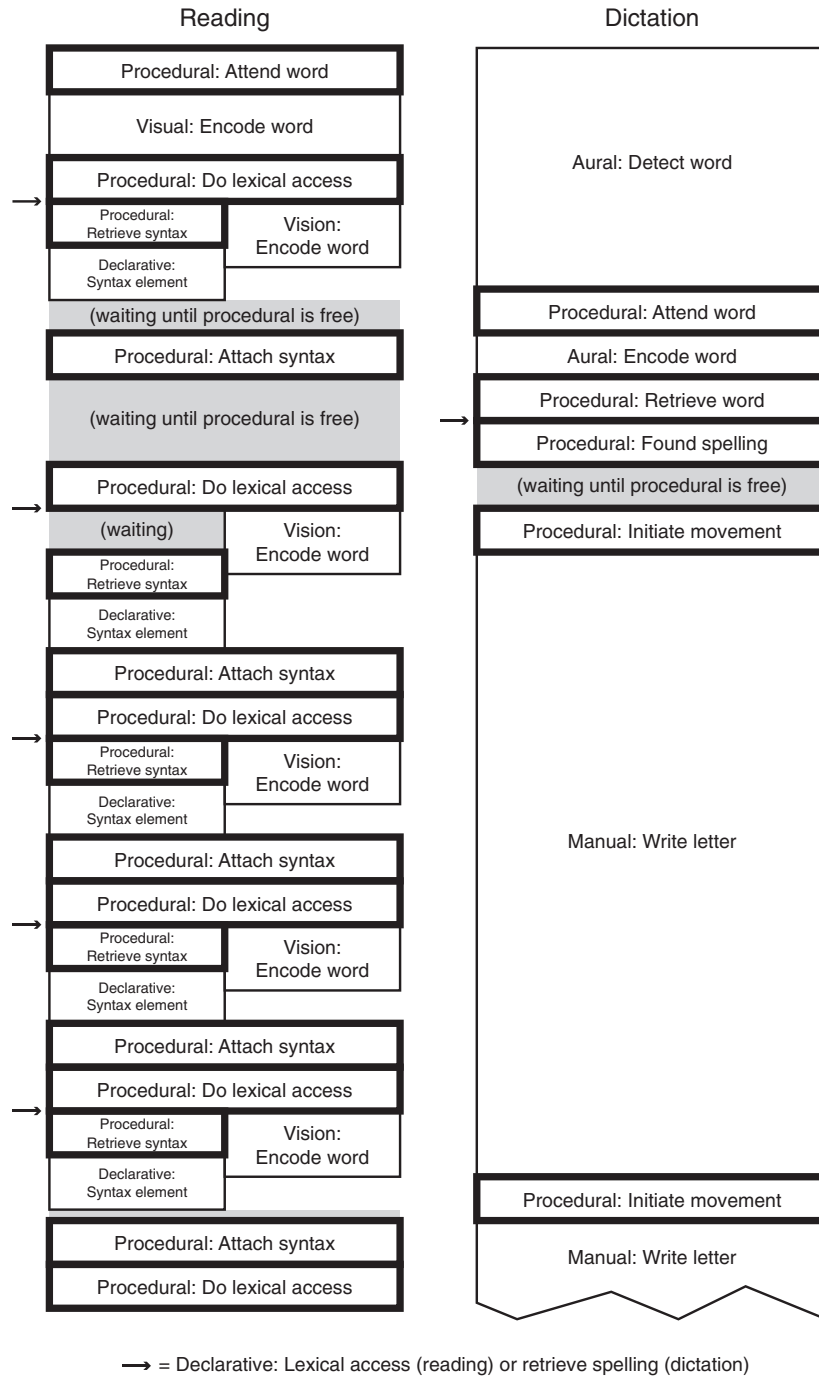 Reading
Procedural: Attend word
Visual: Encode word
Procedural: Do lexical access
Procedural:
Retrieve syntax
Vision:
Encode word
Declarative:
Syntax element
(waiting until procedural is free)
Procedural: Attach syntax
(waiting until procedural is free)
Procedural: Do lexical access
(waiting)
Vision:
Encode word
Procedural:
Retrieve syntax
Declarative:
Syntax element
Procedural: Attach syntax
Procedural: Do lexical access
Procedural:
Retrieve syntax
Vision:
Encode word
Declarative:
Syntax element
Procedural: Attach syntax
Procedural: Do lexical access
Procedural:
Retrieve syntax
Vision:
Encode word
Declarative:
Syntax element
Procedural: Attach syntax
Procedural: Do lexical access
Procedural:
Retrieve syntax
Vision:
Encode word
Declarative:
Syntax element
Procedural: Attach syntax
Procedural: Do lexical access
Dictation
Aural: Detect word
Procedural: Attend word
Aural: Encode word
Procedural: Retrieve word
Procedural: Found spelling
(waiting until procedural is free)
Procedural: Initiate movement
Manual: Write letter
Procedural: Initiate movement
Manual: Write letter
→ = Declarative: Lexical access (reading) or retrieve spelling (dictation)